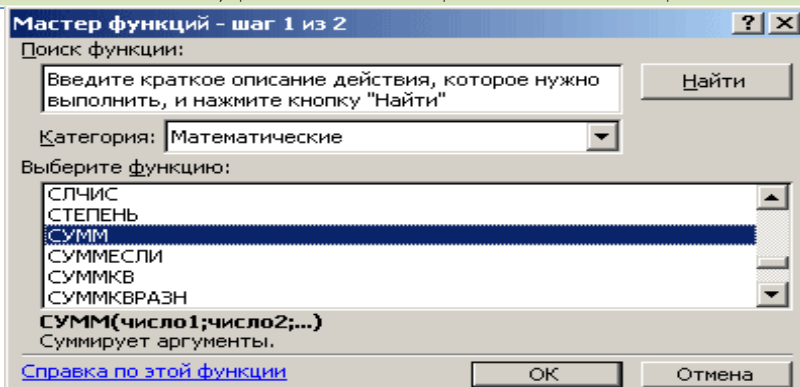 Мастер функций - шаг 1 из 2
Поиск функции:
Введите краткое описание действия, которое нужно
выполнить, и нажмите кнопку "Найти"
Найти
Категория: Математические
Выберите функцию:
СЛЧИС
СТЕПЕНЬ
СУММ
СУММЕСЛИ
СУММКВ
СУММКВРАЗН
СУММ(число1;число2;...)
Суммирует аргументы.
Справка по этой функции
ОК
Отмена